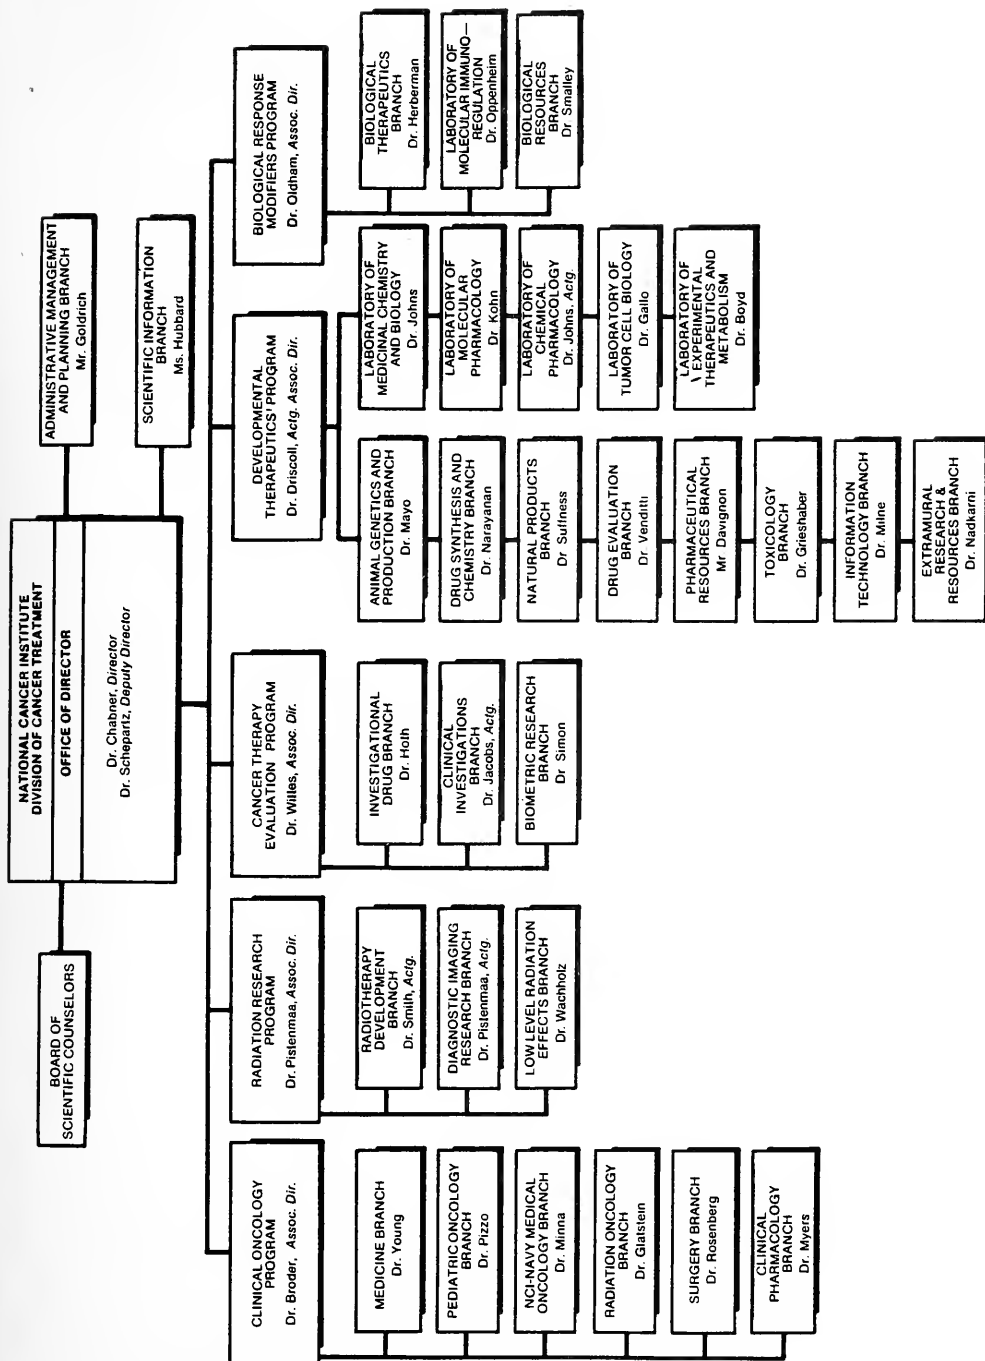 NATIONAL CANCER INSTITUTE
DIVISION OF CANCER TREATMENT
OFFICE OF DIRECTOR
Dr. Chabner, Director
Dr. Schepartz, Deputy Director
BOARD OF
SCIENTIFIC COUNSELORS
ADMINISTRATIVE MANAGEMENT
AND PLANNING BRANCH
Mr. Goldrich
SCIENTIFIC INFORMATION
BRANCH
Ms. Hubbard
CLINICAL ONCOLOGY
PROGRAM
Dr. Broder, Assoc. Dir.
MEDICINE BRANCH
Dr. Young
PEDIATRIC ONCOLOGY
BRANCH
Dr. Pizzo
NCI-NAVY MEDICAL
ONCOLOGY BRANCH
Dr. Minna
RADIATION ONCOLOGY
BRANCH
Dr. Glatstein
SURGERY BRANCH
Dr. Rosenberg
CLINICAL
PHARMACOLOGY
BRANCH
Dr. Myers
RADIATION RESEARCH
PROGRAM
Dr. Pistenmaa, Assoc. Dir.
RADIOTHERAPY
DEVELOPMENT
BRANCH
Dr. Smith, Actg.
DIAGNOSTIC IMAGING
RESEARCH BRANCH
Dr. Pistenmaa, Actg.
LOW LEVEL RADIATION
EFFECTS BRANCH
Dr. Wachholz
CANCER THERAPY
EVALUATION PROGRAM
Dr. Willes, Assoc. Dir.
INVESTIGATIONAL
DRUG BRANCH
Dr. Hoth
CLINICAL
INVESTIGATIONS
BRANCH
Dr. Jacobs, Actg.
BIOMETRIC RESEARCH
BRANCH
Dr Simon
DEVELOPMENTAL
THERAPEUTICS' PROGRAM
Dr. Driscoll, Actg. Assoc. Dir.
ANIMAL GENETICS AND
PRODUCTION BRANCH
Dr. Mayo
DRUG SYNTHESIS AND
CHEMISTRY BRANCH
Dr. Narayanan
NATURAL PRODUCTS
BRANCH
Dr Suffness
DRUG EVALUATION
BRANCH
Dr. Venditti
PHARMACEUTICAL
RESOURCES BRANCH
Mr Davignon
TOXICOLOGY
BRANCH
Dr. Grieshaber
INFORMATION
TECHNOLOGY BRANCH
Dr. Milne
EXTRAMURAL
RESEARCH &
RESOURCES BRANCH
Dr. Nadkarni
LABORATORY OF
MEDICINAL CHEMISTRY
AND BIOLOGY
Dr. Johns
LABORATORY OF
MOLECULAR
PHARMACOLOGY
Dr Kohn
LABORATORY OF
CHEMICAL
PHARMACOLOGY
Dr. Johns. Actg.
LABORATORY OF
TUMOR CELL BIOLOGY
Dr. Gallo
LABORATORY OF
\ EXPERIMENTAL
THERAPEUTICS AND
METABOLISM
Dr. Boyd
BIOLOGICAL RESPONSE
MODIFIERS PROGRAM
Dr. Oldham, Assoc. Dir.
BIOLOGICAL
THERAPEUTICS
BRANCH
Dr. Herberman
LABORATORY OF
MOLECULAR IMMUNO—
REGULATION
Dr. Oppenheim
BIOLOGICAL
RESOURCES
BRANCH
Dr Smalley